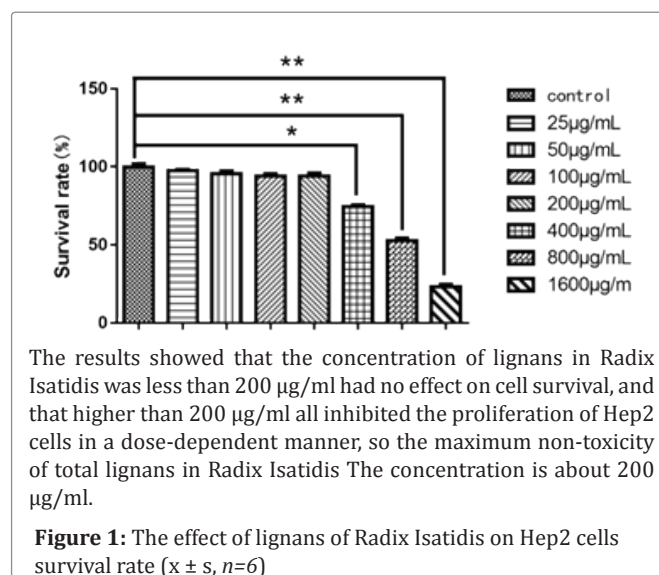 **
**
*
150
100
50
0
Survival rate (%)
control
25µg/mL
50µg/mL
100µg/mL
200µg/mL
400µg/mL
800µg/mL
1600µg/m
The results showed that the concentration of lignans in Radix
Isatidis was less than 200 µg/ml had no effect on cell survival, and
that higher than 200 µg/ml all inhibited the proliferation of Hep2
cells in a dose-dependent manner, so the maximum non-toxicity
of total lignans in Radix Isatidis The concentration is about 200
µg/ml.
Figure 1: The effect of lignans of Radix Isatidis on Hep2 cells
survival rate (x ± s, n=6)